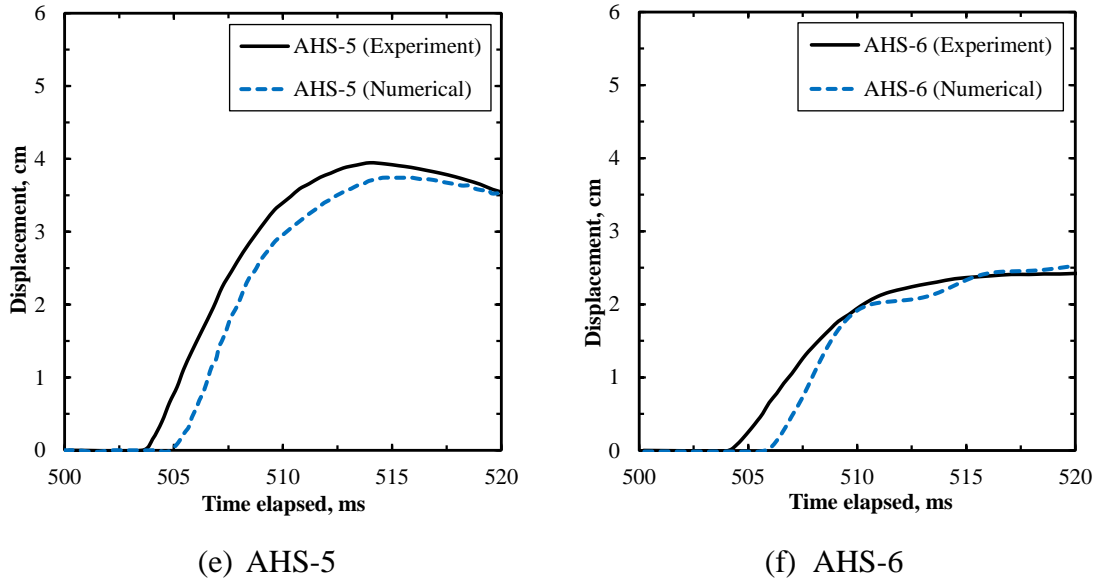 6
5
4
3
2
1
0
Displacement, cm
AHS-5 (Experiment)
AHS-5 (Numerical)
500 505 510 515 520
Time elapsed, ms
(e) AHS-5
6
5
4
3
2
1
0
Displacement, cm
AHS-6 (Experiment)
AHS-6 (Numerical)
500 505 510 515 520
Time elapsed, ms
(f) AHS-6